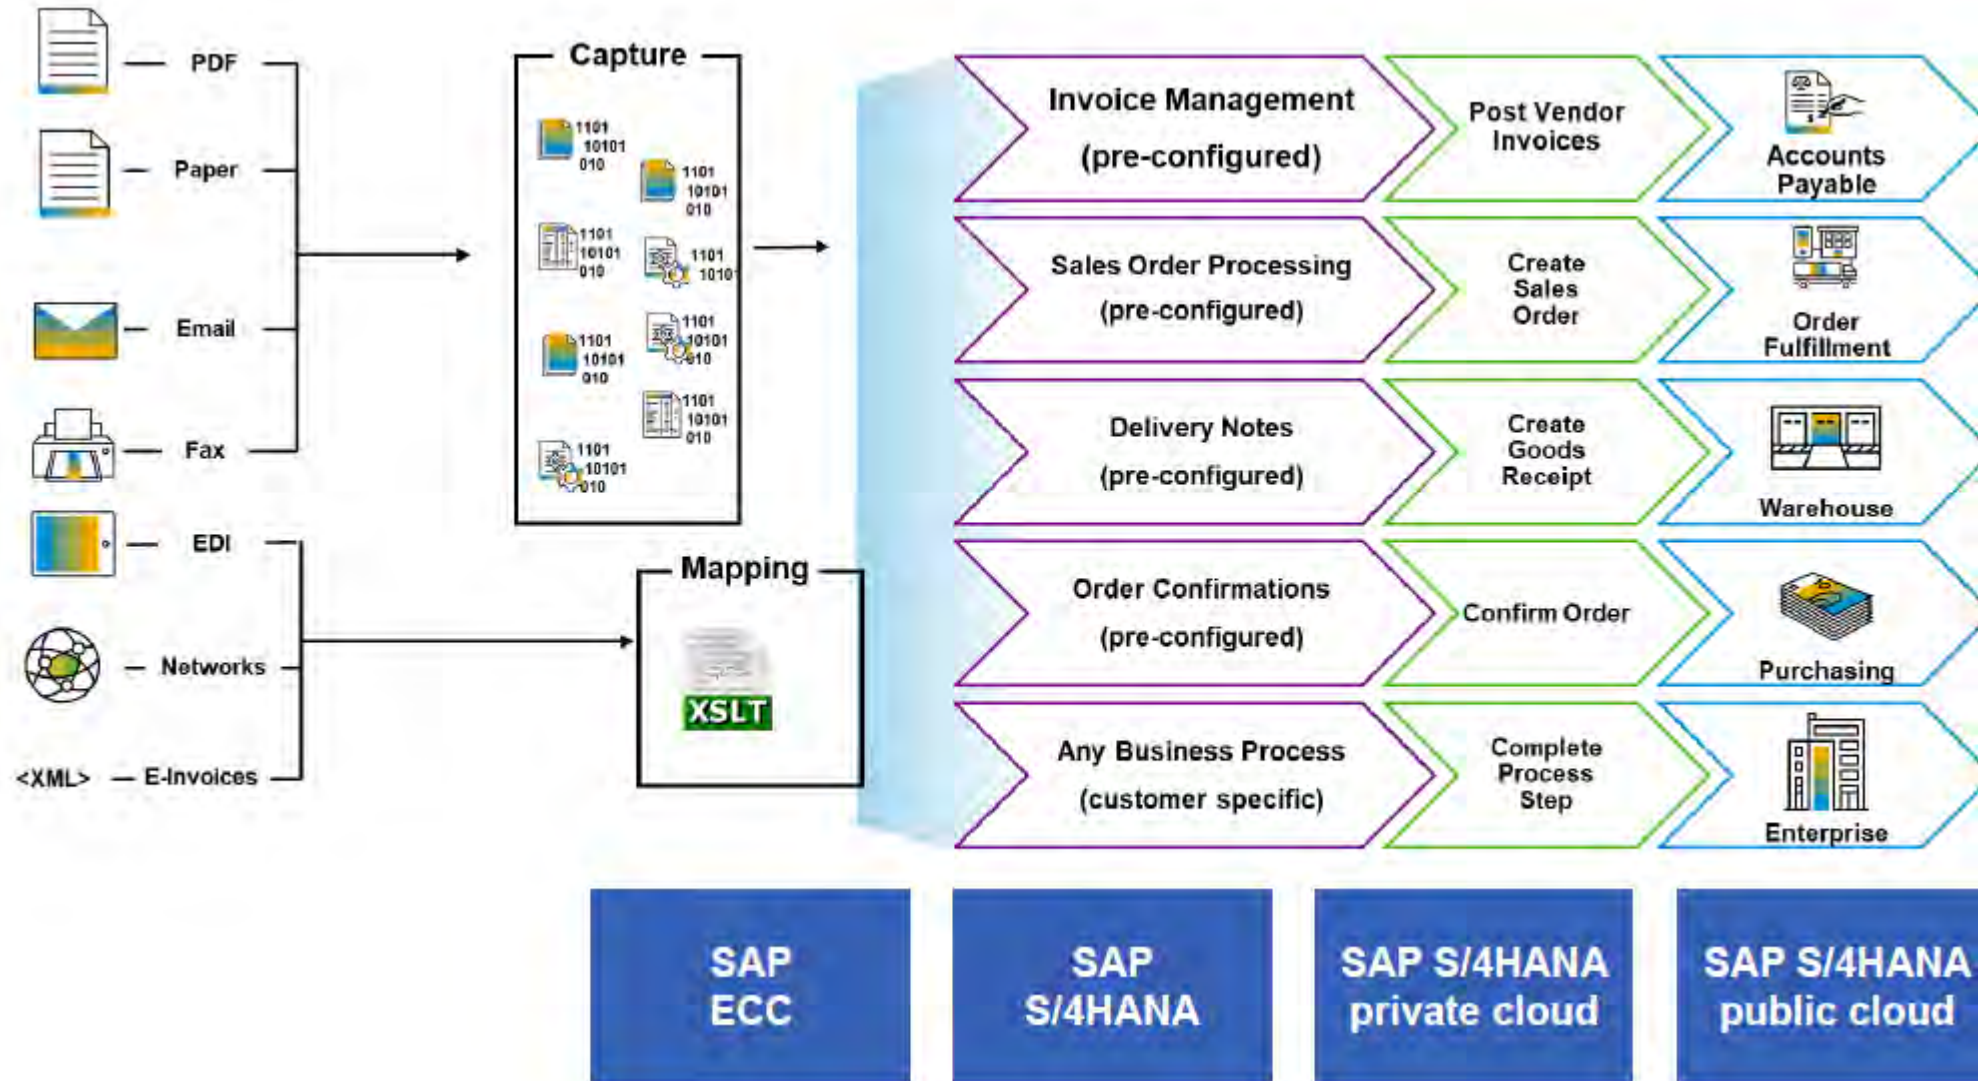 PDF
Paper
Email
Fax
EDI
Networks
<XML>
E-Invoices
Capture
1101
10101
010
1101
10101
010
1101
10101
010
1101
1010
1101
10101
010
1101
10101
010
1101
10101
010
1101
10101
010
Mapping
XSLT
Invoice Management
(pre-configured)
Post Vendor
Invoices
Accounts
Payable
Sales Order Processing
(pre-configured)
Create
Sales
Order
Order
Fulfillment
Delivery Notes
(pre-configured)
Create
Goods
Receipt
Warehouse
Order Confirmations
(pre-configured)
Confirm Order
Purchasing
Any Business Process
(customer specific)
Complete
Process
Step
Enterprise
SAP
ECC
SAP
S/4HANA
SAP S/4HANA
private cloud
SAP S/4HANA
public cloud